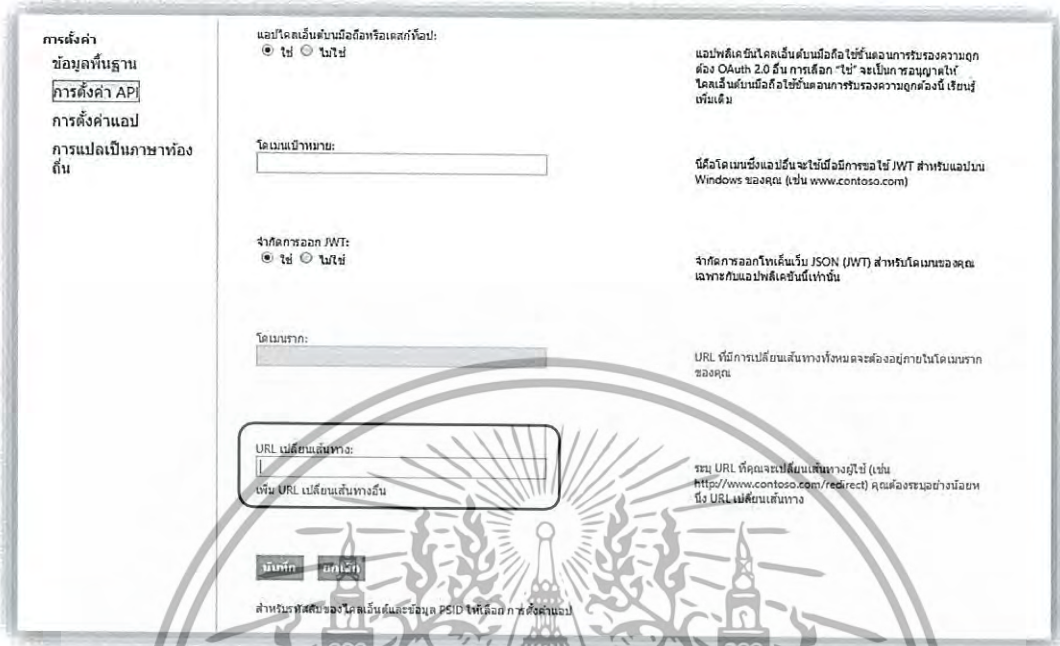 การตั้งค่า
ข้อมูลพื้นฐาน
การตั้งค่า API
การตั้งค่าแอป
การแปลเป็นภาษาท้อง
ถิ่น
แอปไคลเอ็นต์บนมือถือหรือเดสก์ท็อป:
ใช่ ไม่ใช่
แอปพลิเคชันไคลเอ็นต์บนมือถือใช้ขั้นตอนการรับรองความถูก
ต้อง OAuth 2.0 อื่น การเลือก "ใช่" จะเป็นการอนุญาตให้
ไคลเอ็นต์บนมือถือใช้ขั้นตอนการรับรองความถูกต้องนี้ เรียนรู้
เพิ่มเติม
โดเมนเป้าหมาย:
นี่คือโดเมนซึ่งแอปอื่นจะใช้เมื่อมีการขอใช้ JWT สำหรับแอปบน
Windows ของคุณ (เช่น www.contoso.com)
จำกัดการออก JWT:
ใช่ ไม่ใช่
จำกัดการออกโทเค็นเว็บ JSON (JWT) สำหรับโดเมนของคุณ
เฉพาะกับแอปพลิเคชันนี้เท่านั้น
โดเมนราก:
URL ที่มีการเปลี่ยนเส้นทางทั้งหมดจะต้องอยู่ภายในโดเมนราก
ของคุณ
URL เปลี่ยนเส้นทาง:
เพิ่ม URL เปลี่ยนเส้นทางอื่น
ระบุ URL ที่คุณจะเปลี่ยนเส้นทางผู้ใช้ (เช่น
http://www.contoso.com/redirect) คุณต้องระบุอย่างน้อยห
นึ่ง URL เปลี่ยนเส้นทาง
บันทึก ยกเลิก
สำหรับรหัสลับของไคลเอ็นต์และข้อมูล PSID ให้เลือก การตั้งค่าแอป